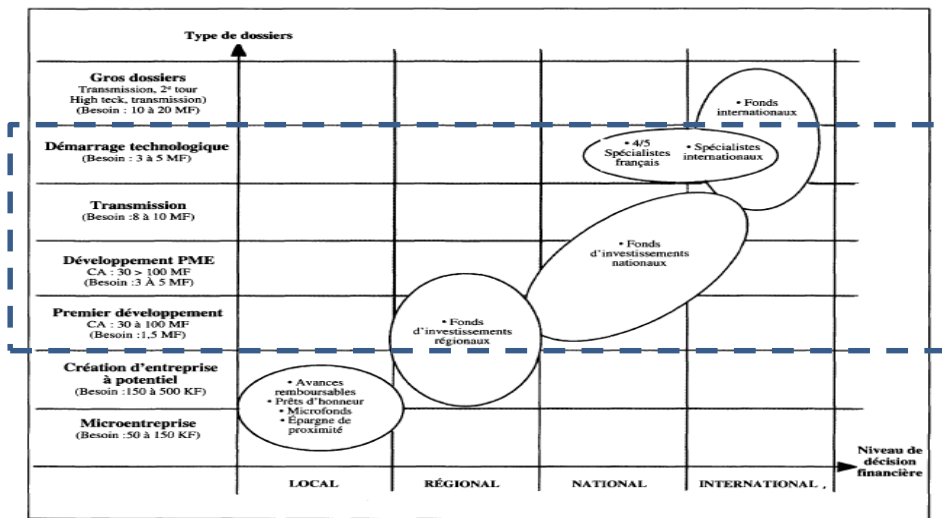 Type de dossiers
Gros dossiers
Transmission, 2e tour
High teck, transmission)
(Besoin : 10 à 20 MF)
• Fonds
internationaux
Démarrage technologique
(Besoin : 3 à 5 MF)
• 4/5
Spécialistes
français
• Spécialistes
internationaux
Transmission
(Besoin :8 à 10 MF)
Développement PME
CA : 30 > 100 MF
(Besoin :3 À 5 MF)
• Fonds
d'investissements
nationaux
Premier développement
CA : 30 à 100 MF
(Besoin :1,5 MF)
• Fonds
d'investissements
régionaux
Création d'entreprise
à potentiel
(Besoin :150 à 500 KF)
• Avances
remboursables
• Prêts d'honneur
• Microfonds
• Épargne de
proximité
Microentreprise
(Besoin :50 à 150 KF)
Niveau de
décision
financière
LOCAL
RÉGIONAL
NATIONAL
INTERNATIONAL